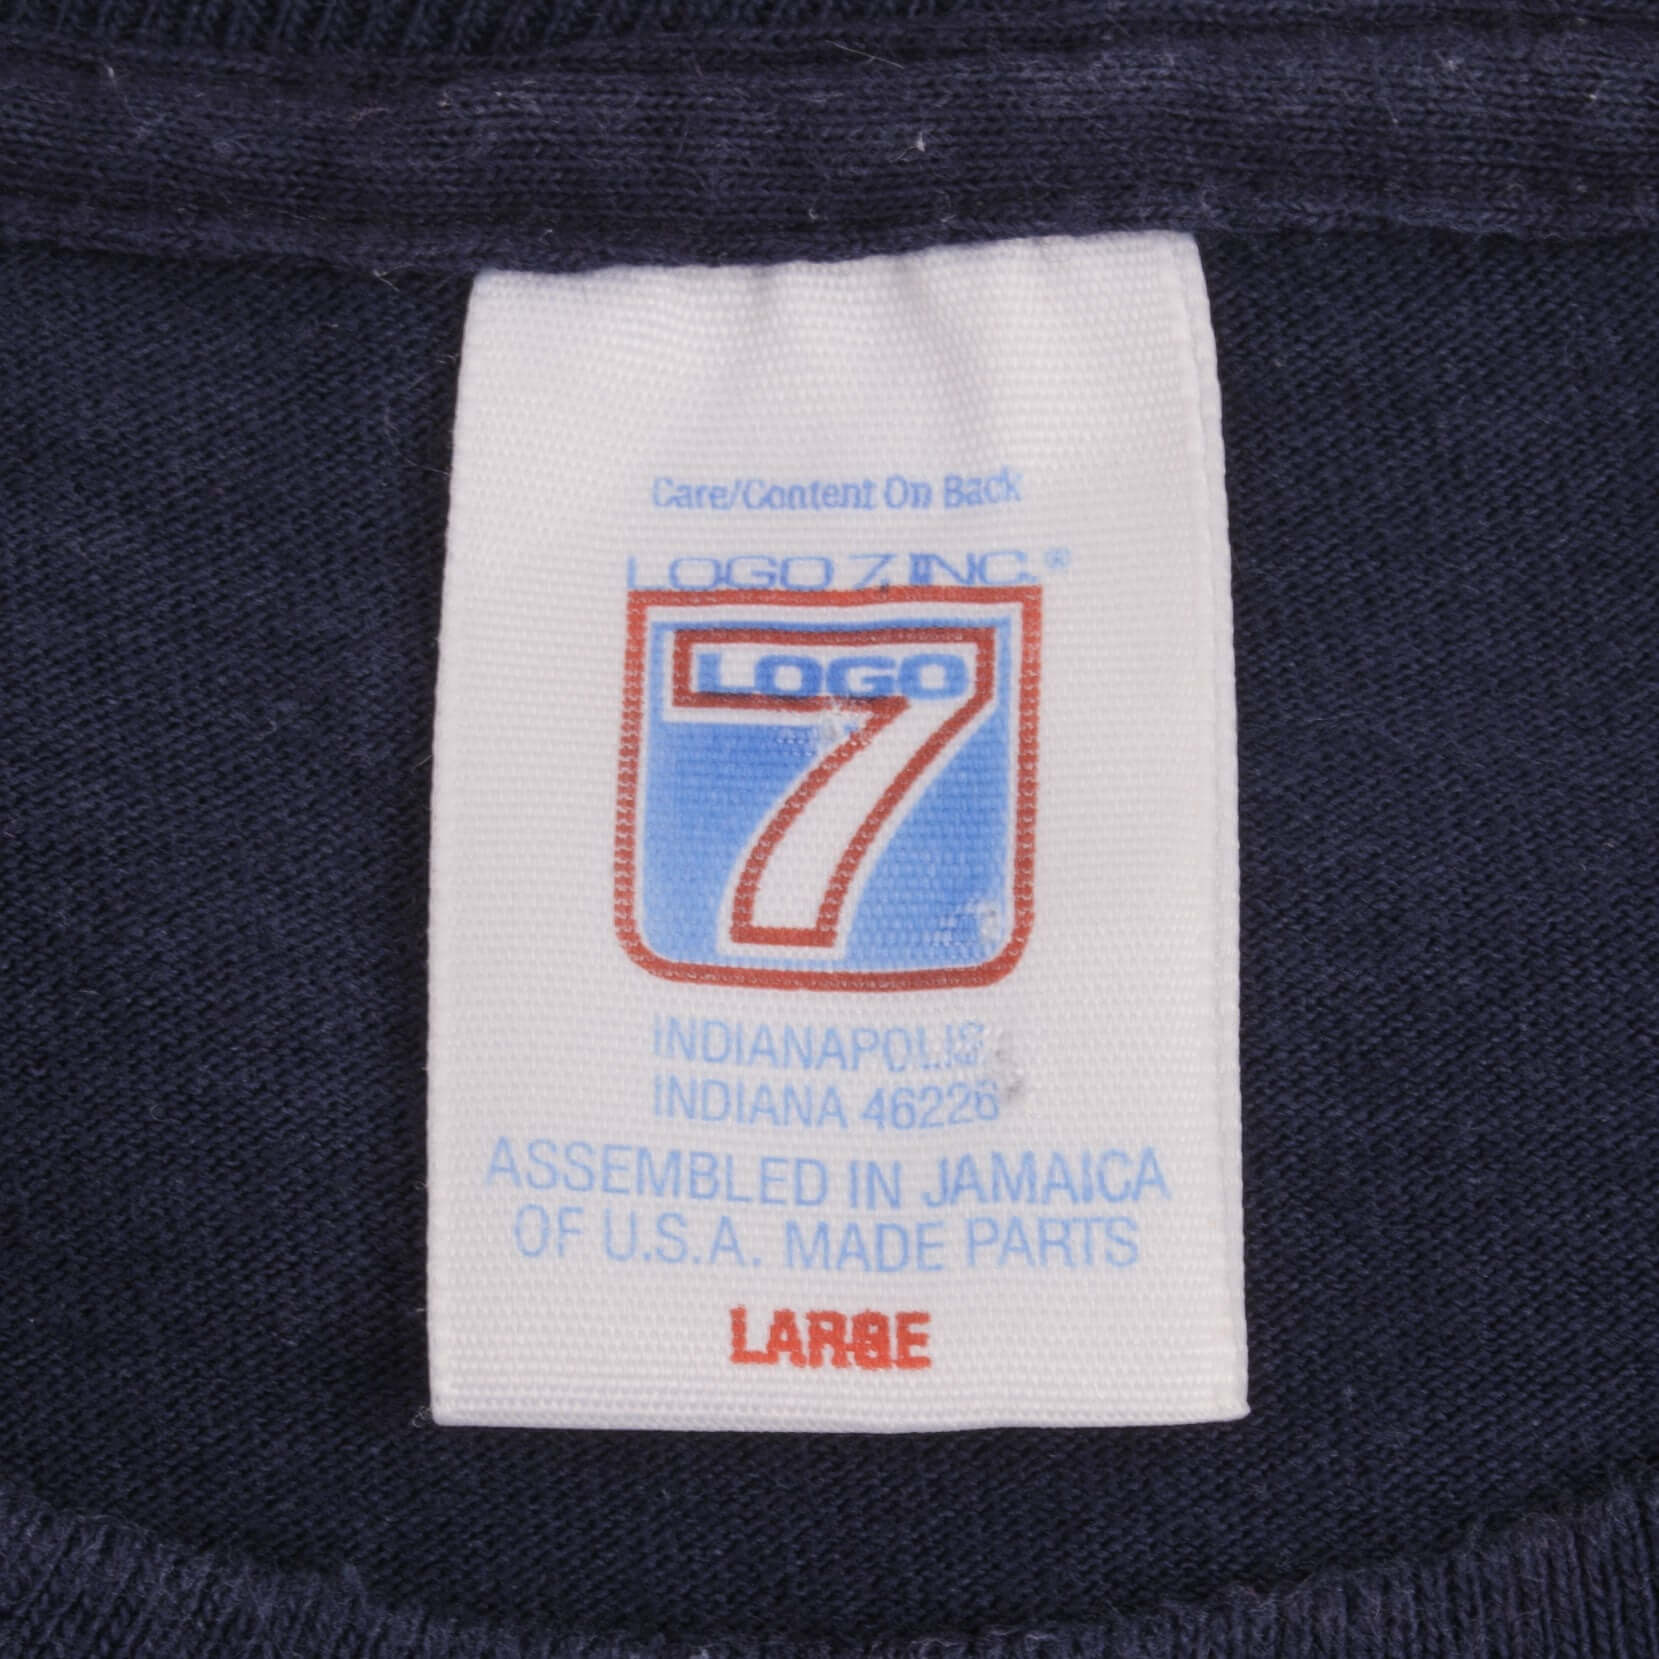 Care/Content On Back
LOGO 7, INC.®
LOGO
7
INDIANAPOLIS
INDIANA 46226
ASSEMBLED IN JAMAICA
OF U.S.A. MADE PARTS
LARGE